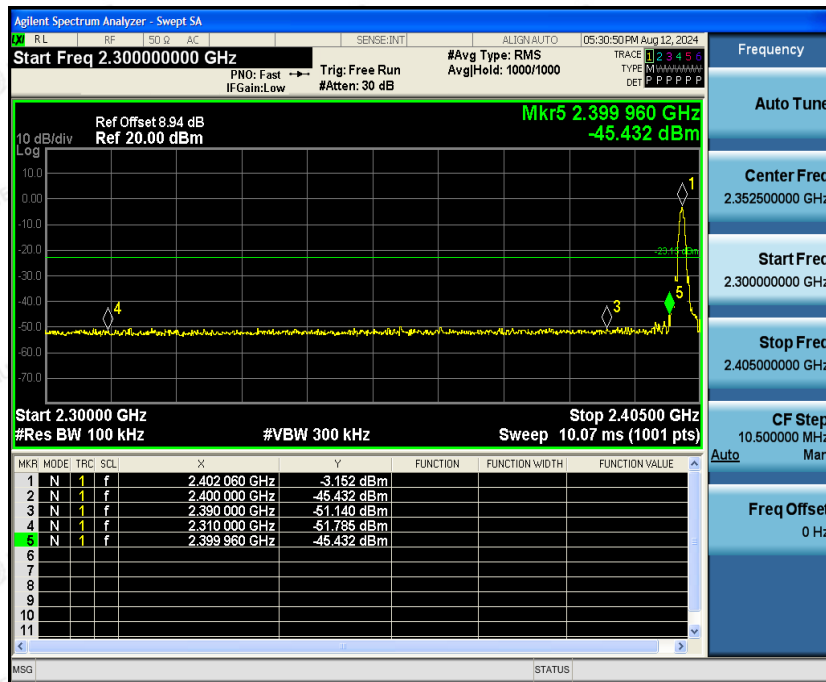 Agilent Spectrum Analyzer - Swept SA
LXI RL RF 50 Ω AC SENSE:INT ALIGN AUTO 05:30:50 PM Aug 12, 2024
Start Freq 2.300000000 GHz
PNO: Fast
IFGain:Low
Trig: Free Run
#Atten: 30 dB
#Avg Type: RMS
Avg|Hold: 1000/1000
TRACE 1 2 3 4 5 6
TYPE M
DET P P P P P P
Mkr5 2.399 960 GHz
-45.432 dBm
10 dB/div
Log
Ref Offset 8.94 dB
Ref 20.00 dBm
10.0
0.00
-10.0
-20.0
-30.0
-40.0
-50.0
-60.0
-70.0
1
-23.15 dBm
5
4
3
Start 2.30000 GHz Stop 2.40500 GHz
#Res BW 100 kHz #VBW 300 kHz Sweep 10.07 ms (1001 pts)
MKR MODE TRC SCL X Y FUNCTION FUNCTION WIDTH FUNCTION VALUE
1 N 1 f 2.402 060 GHz -3.152 dBm
2 N 1 f 2.400 000 GHz -45.432 dBm
3 N 1 f 2.390 000 GHz -51.140 dBm
4 N 1 f 2.310 000 GHz -51.785 dBm
5 N 1 f 2.399 960 GHz -45.432 dBm
6
7
8
9
10
11
MSG STATUS
Frequency
Auto Tune
Center Freq
2.352500000 GHz
Start Freq
2.300000000 GHz
Stop Freq
2.405000000 GHz
CF Step
10.500000 MHz
Auto Man
Freq Offset
0 Hz